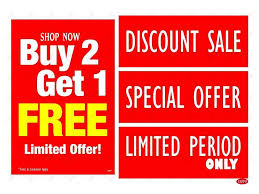 SHOP NOW
Buy 2
Get 1
FREE
Limited Offer!
DISCOUNT SALE
SPECIAL OFFER
LIMITED PERIOD
ONLY